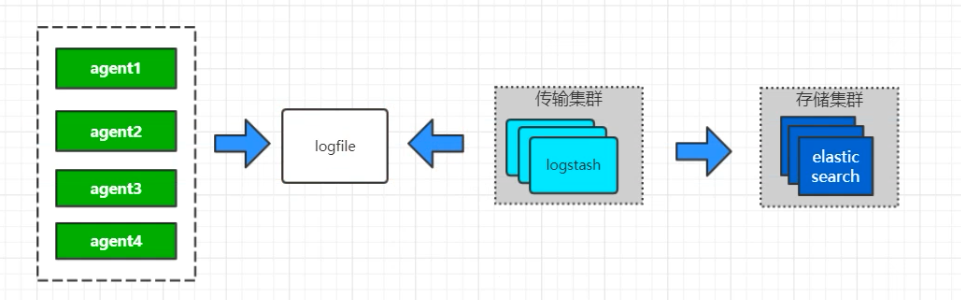 agent1
agent2
agent3
agent4
logfile
传输集群
logstash
存储集群
elastic
search